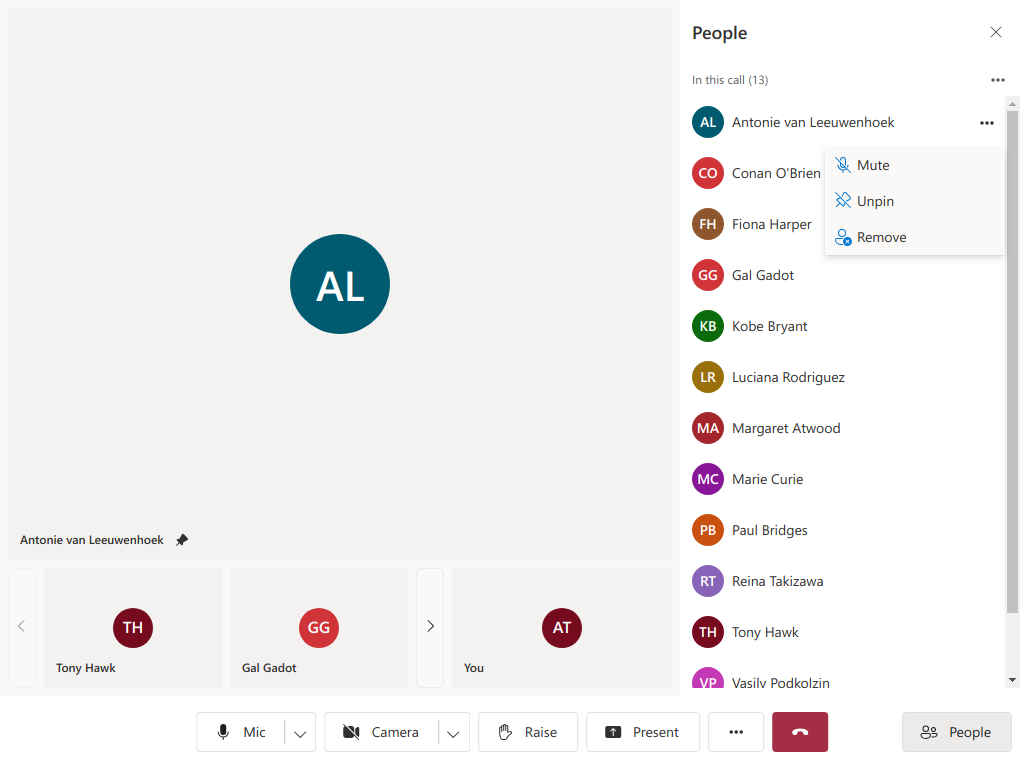 People
In this call (13)
AL Antonie van Leeuwenhoek
Mute
CO Conan O'Brien
Unpin
FH Fiona Harper
Remove
GG Gal Gadot
KB Kobe Bryant
LR Luciana Rodriguez
MA Margaret Atwood
MC Marie Curie
PB Paul Bridges
RT Reina Takizawa
TH Tony Hawk
VP Vasily Podkolzin
AL
Antonie van Leeuwenhoek
TH
Tony Hawk
GG
Gal Gadot
AT
You
Mic
Camera
Raise
Present
People